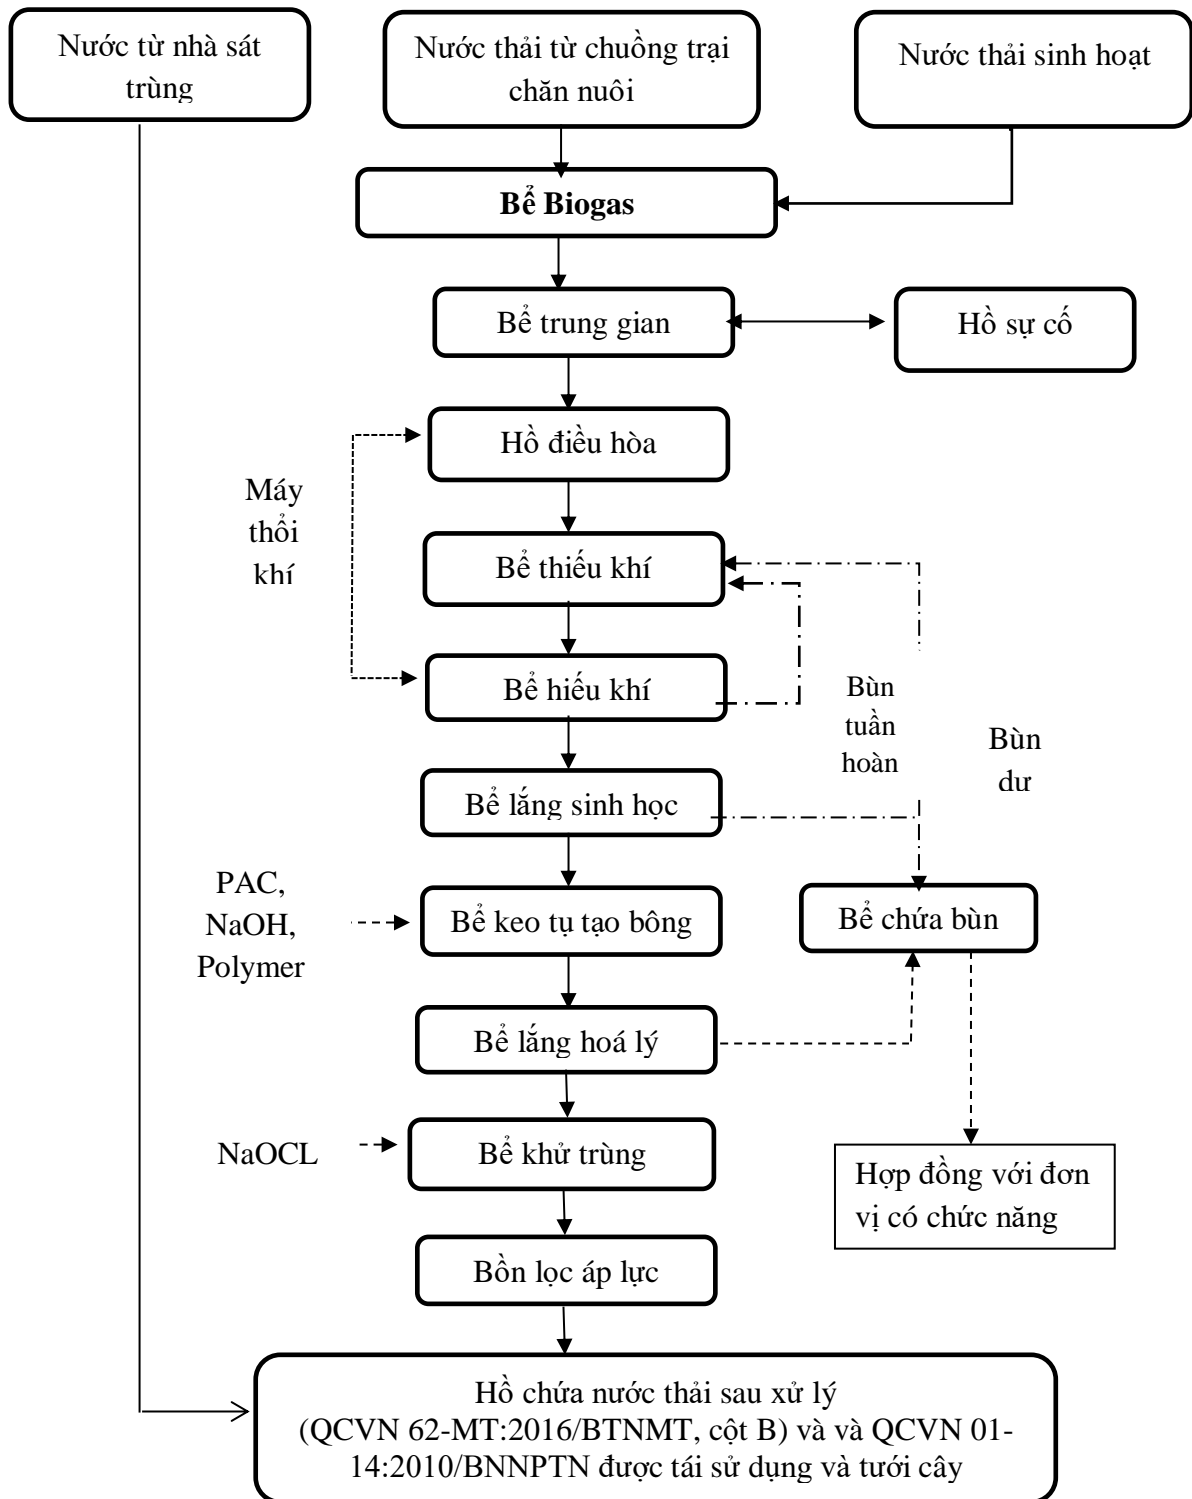 Nước từ nhà sát
trùng
Nước thải từ chuồng trại
chăn nuôi
Nước thải sinh hoạt
Bể Biogas
Bể trung gian
Hồ sự cố
Hồ điều hòa
Máy
thổi
khí
Bể thiếu khí
Bể hiếu khí
Bùn
tuần
hoàn
Bùn
dư
Bể lắng sinh học
PAC,
NaOH,
Polymer
Bể keo tụ tạo bông
Bể chứa bùn
Bể lắng hoá lý
NaOCL
Bể khử trùng
Hợp đồng với đơn
vị có chức năng
Bồn lọc áp lực
Hồ chứa nước thải sau xử lý
(QCVN 62-MT:2016/BTNMT, cột B) và và QCVN 01-
14:2010/BNNPTN được tái sử dụng và tưới cây